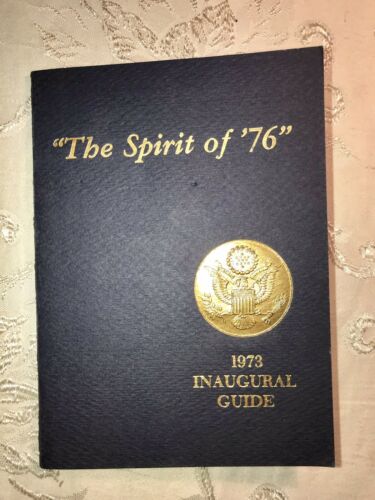 “The Spirit of ’76”
1973
INAUGURAL
GUIDE